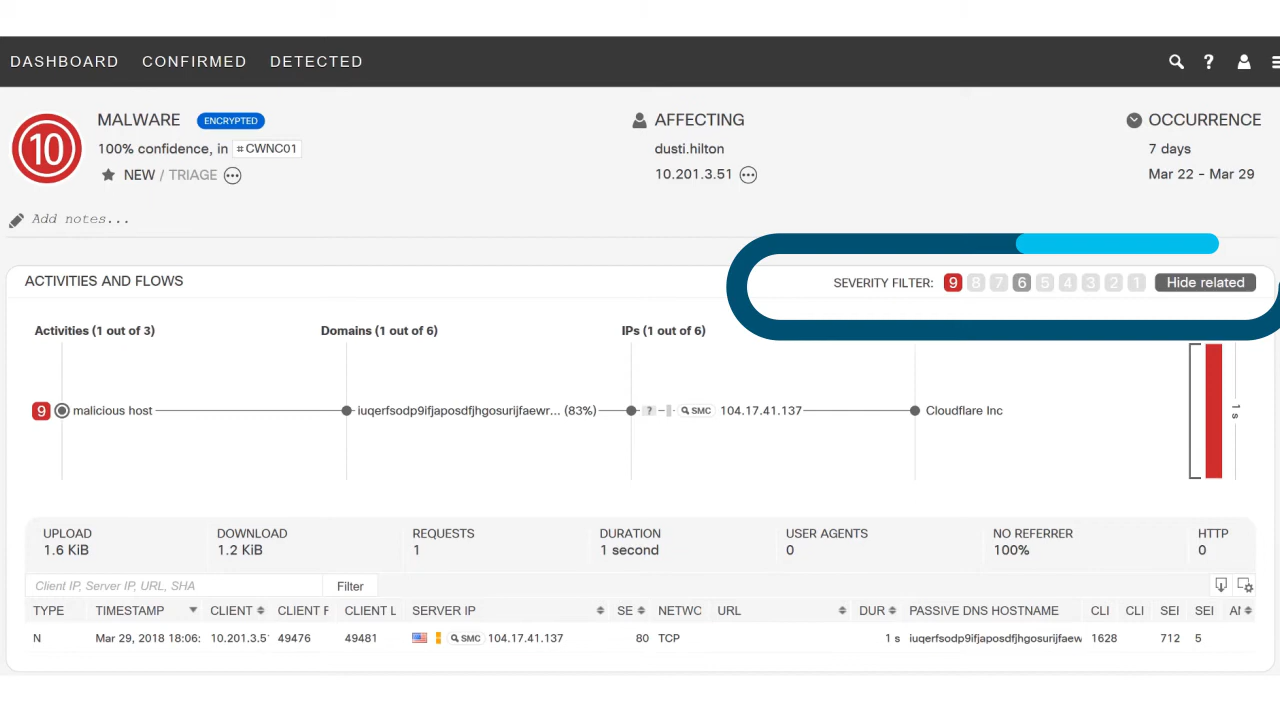 DASHBOARD CONFIRMED DETECTED ?
10 MALWARE ENCRYPTED AFFECTING OCCURRENCE
100% confidence, in # CWNC01 dusti.hilton 7 days
NEW / TRIAGE 10.201.3.51 Mar 22 – Mar 29
Add notes...
ACTIVITIES AND FLOWS SEVERITY FILTER: 9 8 7 6 5 4 3 2 1 Hide related
Activities (1 out of 3) Domains (1 out of 6) IPs (1 out of 6)
9 malicious host iuqerfsodp9ifjaposdfjhgosurijfaewr... (83%) ? SMC 104.17.41.137 Cloudflare Inc 1 s
UPLOAD DOWNLOAD REQUESTS DURATION USER AGENTS NO REFERRER HTTP
1.6 KiB 1.2 KiB 1 1 second 0 100% 0
Client IP, Server IP, URL, SHA Filter
TYPE TIMESTAMP CLIENT CLIENT F CLIENT L SERVER IP SE NETWC URL DUR PASSIVE DNS HOSTNAME CLI CLI SEI SEI
N Mar 29, 2018 18:06: 10.201.3.5 49476 49481 SMC 104.17.41.137 80 TCP 1 s iuqerfsodp9ifjaposdfjhgosurijfaew 1628 712 5